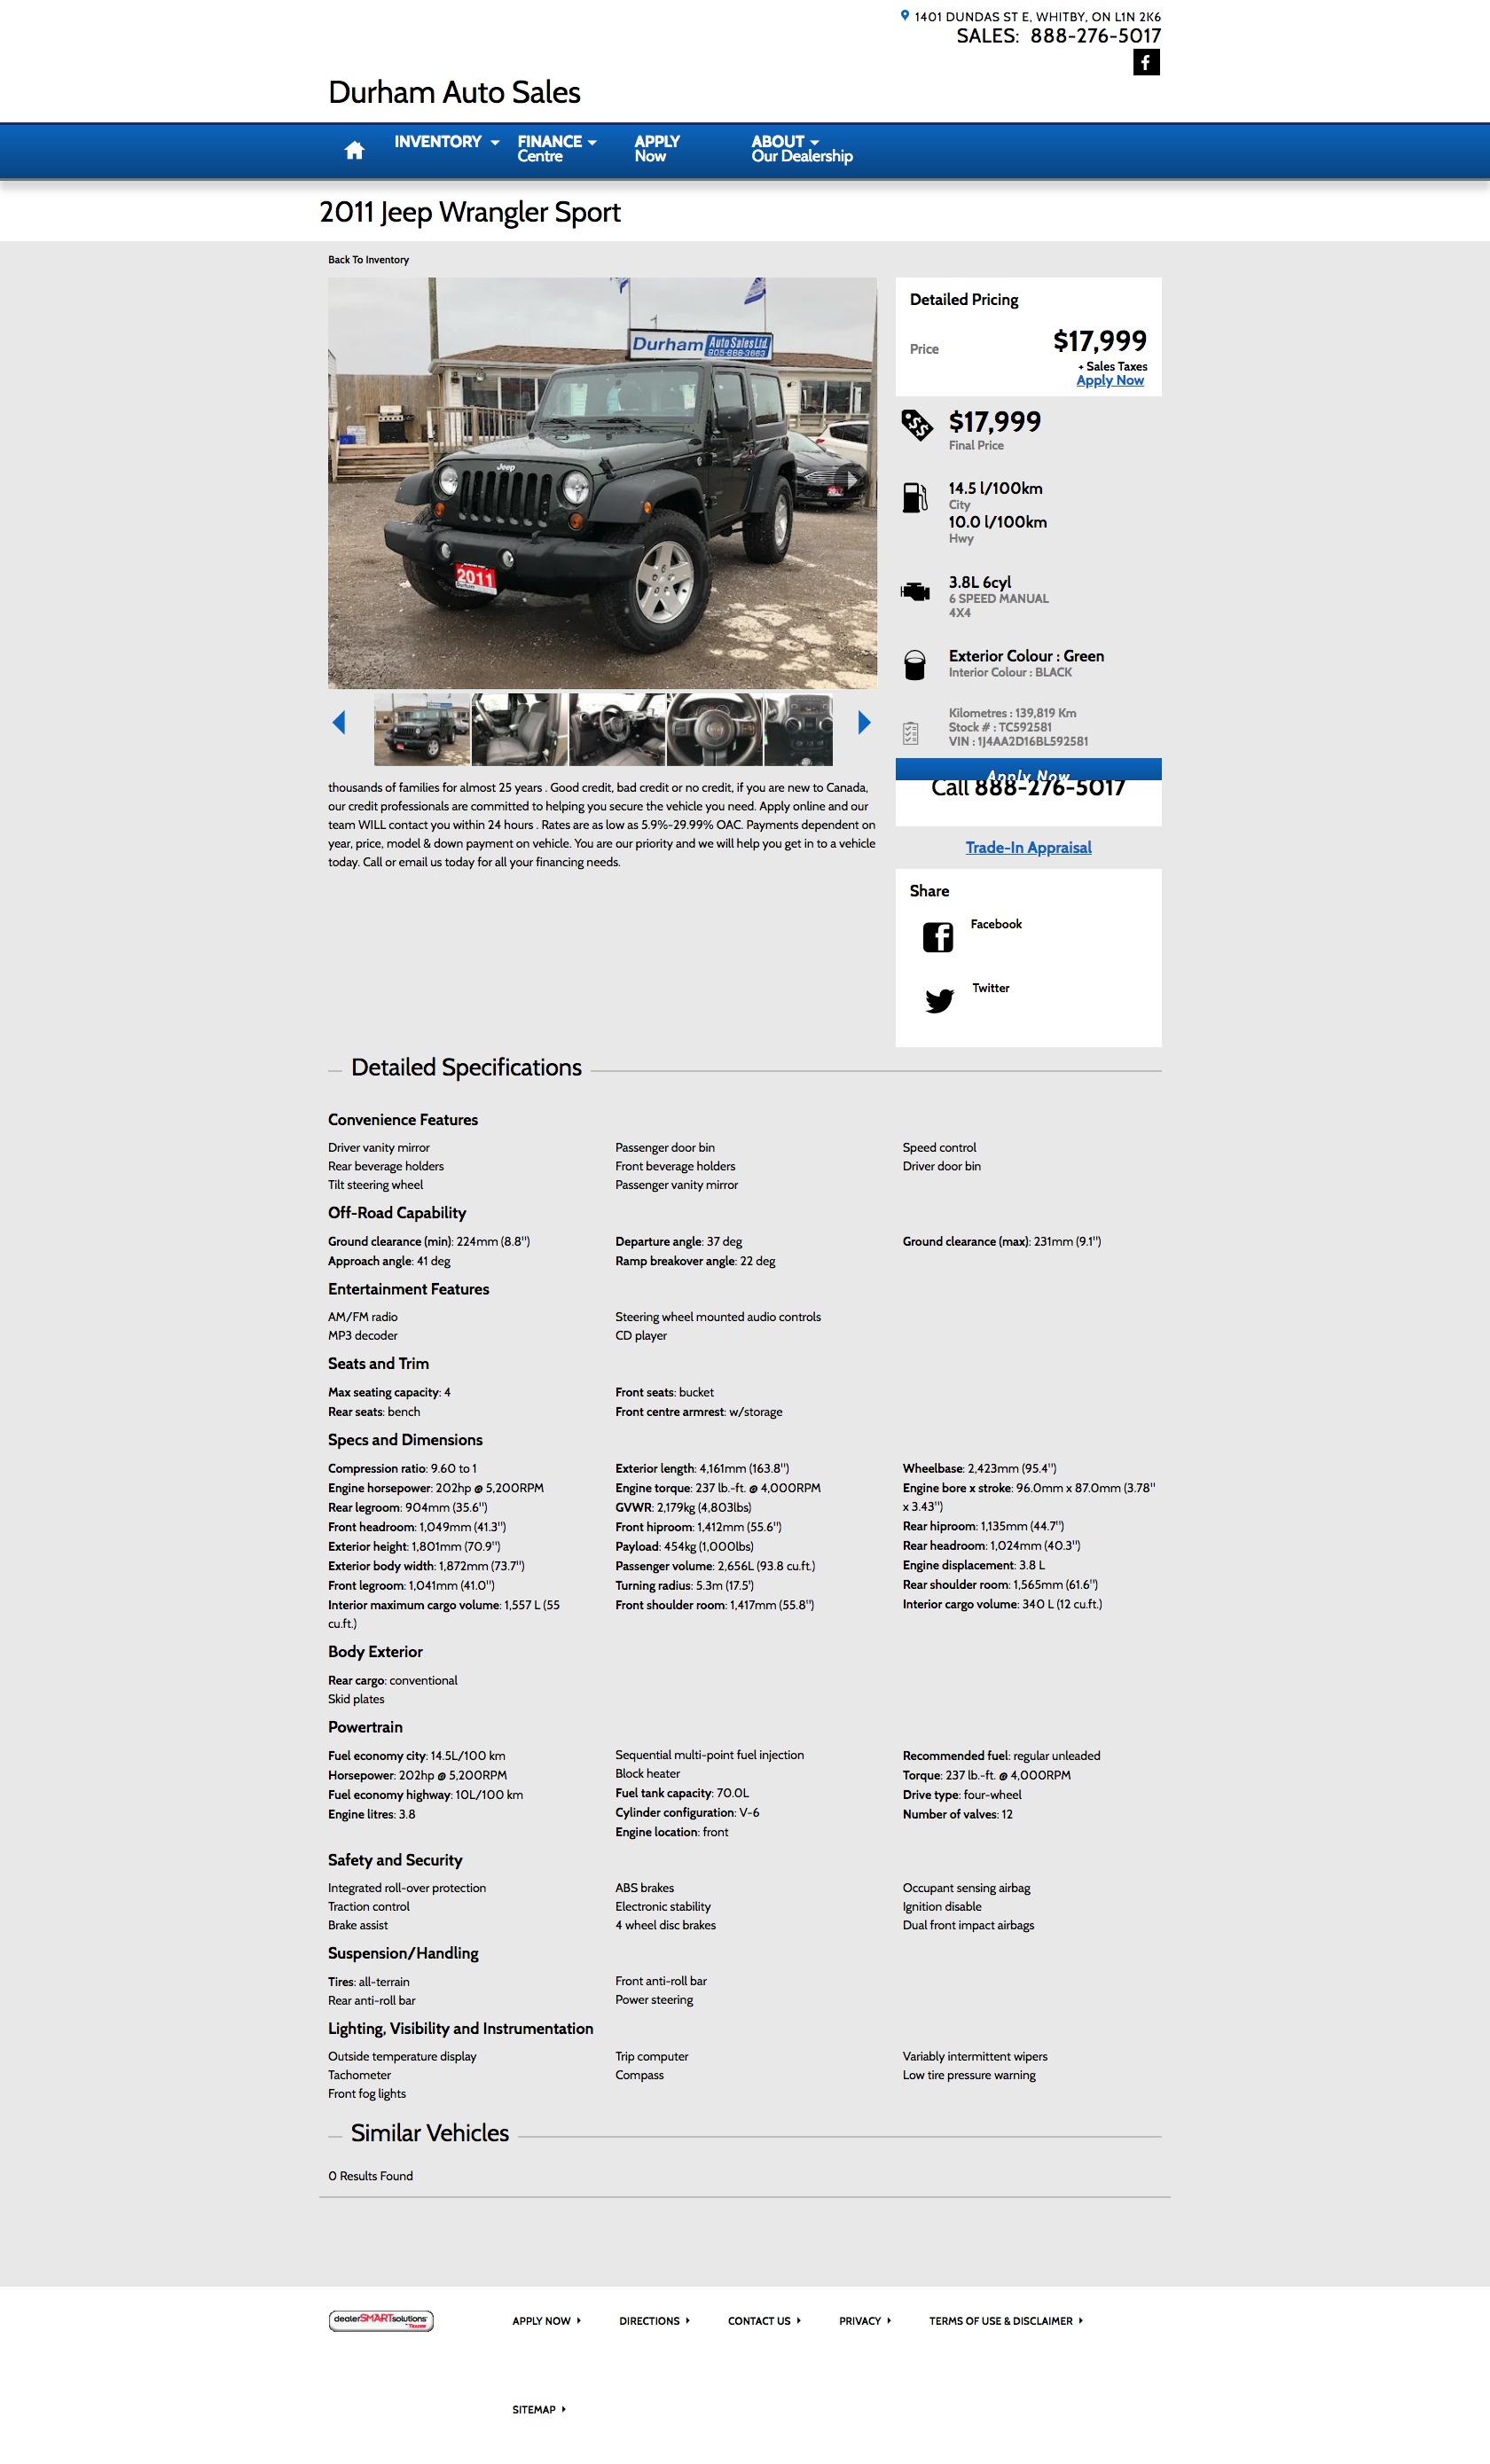 1401 DUNDAS ST E, WHITBY, ON L1N 2K6
SALES: 888-276-5017
Durham Auto Sales
INVENTORY
FINANCE
Centre
APPLY
Now
ABOUT
Our Dealership
2011 Jeep Wrangler Sport
Back To Inventory
Durham Auto Sales Ltd.
905-668-3663
Jeep
2011
Detailed Pricing
Price
$17,999
+ Sales Taxes
Apply Now
$17,999
Final Price
14.5 l/100km
City
10.0 l/100km
Hwy
3.8L 6cyl
6 SPEED MANUAL
4X4
Exterior Colour : Green
Interior Colour : BLACK
Kilometres : 139,819 Km
Stock # : TC592581
VIN : 1J4AA2D16BL592581
Apply Now
Call 888-276-5017
Trade-In Appraisal
Share
Facebook
Twitter
thousands of families for almost 25 years . Good credit, bad credit or no credit, if you are new to Canada,
our credit professionals are committed to helping you secure the vehicle you need. Apply online and our
team WILL contact you within 24 hours . Rates are as low as 5.9%-29.99% OAC. Payments dependent on
year, price, model & down payment on vehicle. You are our priority and we will help you get in to a vehicle
today. Call or email us today for all your financing needs.
Detailed Specifications
Convenience Features
Driver vanity mirror
Rear beverage holders
Tilt steering wheel
Passenger door bin
Front beverage holders
Passenger vanity mirror
Speed control
Driver door bin
Off-Road Capability
Ground clearance (min): 224mm (8.8")
Approach angle: 41 deg
Departure angle: 37 deg
Ramp breakover angle: 22 deg
Ground clearance (max): 231mm (9.1")
Entertainment Features
AM/FM radio
MP3 decoder
Steering wheel mounted audio controls
CD player
Seats and Trim
Max seating capacity: 4
Rear seats: bench
Front seats: bucket
Front centre armrest: w/storage
Specs and Dimensions
Compression ratio: 9.60 to 1
Engine horsepower: 202hp @ 5,200RPM
Rear legroom: 904mm (35.6")
Front headroom: 1,049mm (41.3")
Exterior height: 1,801mm (70.9")
Exterior body width: 1,872mm (73.7")
Front legroom: 1,041mm (41.0")
Interior maximum cargo volume: 1,557 L (55
cu.ft.)
Exterior length: 4,161mm (163.8")
Engine torque: 237 lb.-ft. @ 4,000RPM
GVWR: 2,179kg (4,803lbs)
Front hiproom: 1,412mm (55.6")
Payload: 454kg (1,000lbs)
Passenger volume: 2,656L (93.8 cu.ft.)
Turning radius: 5.3m (17.5')
Front shoulder room: 1,417mm (55.8")
Wheelbase: 2,423mm (95.4")
Engine bore x stroke: 96.0mm x 87.0mm (3.78"
x 3.43")
Rear hiproom: 1,135mm (44.7")
Rear headroom: 1,024mm (40.3")
Engine displacement: 3.8 L
Rear shoulder room: 1,565mm (61.6")
Interior cargo volume: 340 L (12 cu.ft.)
Body Exterior
Rear cargo: conventional
Skid plates
Powertrain
Fuel economy city: 14.5L/100 km
Horsepower: 202hp @ 5,200RPM
Fuel economy highway: 10L/100 km
Engine litres: 3.8
Sequential multi-point fuel injection
Block heater
Fuel tank capacity: 70.0L
Cylinder configuration: V-6
Engine location: front
Recommended fuel: regular unleaded
Torque: 237 lb.-ft. @ 4,000RPM
Drive type: four-wheel
Number of valves: 12
Safety and Security
Integrated roll-over protection
Traction control
Brake assist
ABS brakes
Electronic stability
4 wheel disc brakes
Occupant sensing airbag
Ignition disable
Dual front impact airbags
Suspension/Handling
Tires: all-terrain
Rear anti-roll bar
Front anti-roll bar
Power steering
Lighting, Visibility and Instrumentation
Outside temperature display
Tachometer
Front fog lights
Trip computer
Compass
Variably intermittent wipers
Low tire pressure warning
Similar Vehicles
0 Results Found
dealerSMARTsolutions
APPLY NOW
DIRECTIONS
CONTACT US
PRIVACY
TERMS OF USE & DISCLAIMER
SITEMAP